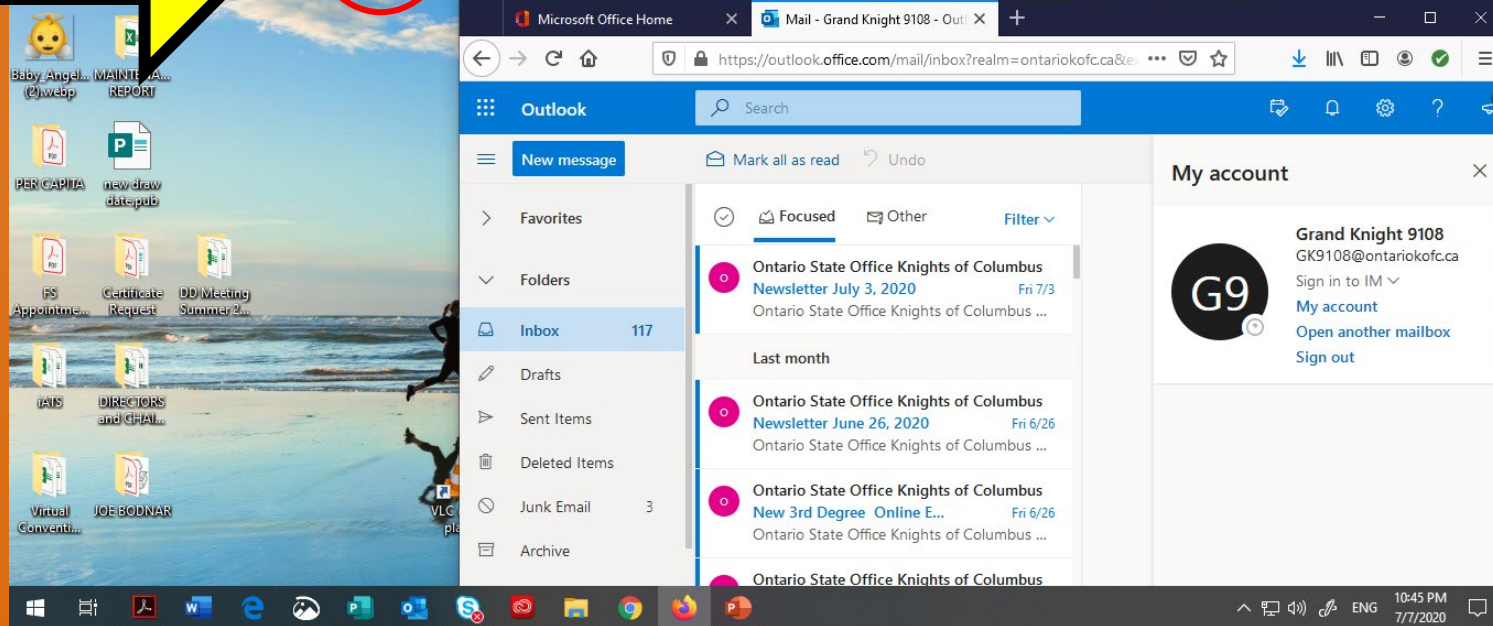 Microsoft Office Home
Mail - Grand Knight 9108 - Out
https://outlook.office.com/mail/inbox?realm=ontariokofc.ca&e
Outlook
Search
New message
Mark all as read
Undo
My account
Favorites
Focused
Other
Filter
Grand Knight 9108
GK9108@ontariokofc.ca
Sign in to IM
My account
Open another mailbox
Sign out
G9
Folders
Inbox 117
Drafts
Sent Items
Deleted Items
Junk Email 3
Archive
O
Ontario State Office Knights of Columbus
Newsletter July 3, 2020 Fri 7/3
Ontario State Office Knights of Columbus ...
Last month
O
Ontario State Office Knights of Columbus
Newsletter June 26, 2020 Fri 6/26
Ontario State Office Knights of Columbus ...
O
Ontario State Office Knights of Columbus
New 3rd Degree Online E... Fri 6/26
Ontario State Office Knights of Columbus ...
Ontario State Office Knights of Columbus
Baby_Angel...
(2).webp
MAINTENA...
REPORT
PER CAPITA
new draw
date.pub
FS
Appointme...
Certificate
Request
DD Meeting
Summer 2...
iATS
DIRECTORS
and CHAI...
Virtual
Conventi...
JOE BODNAR
VLC
ENG
10:45 PM
7/7/2020